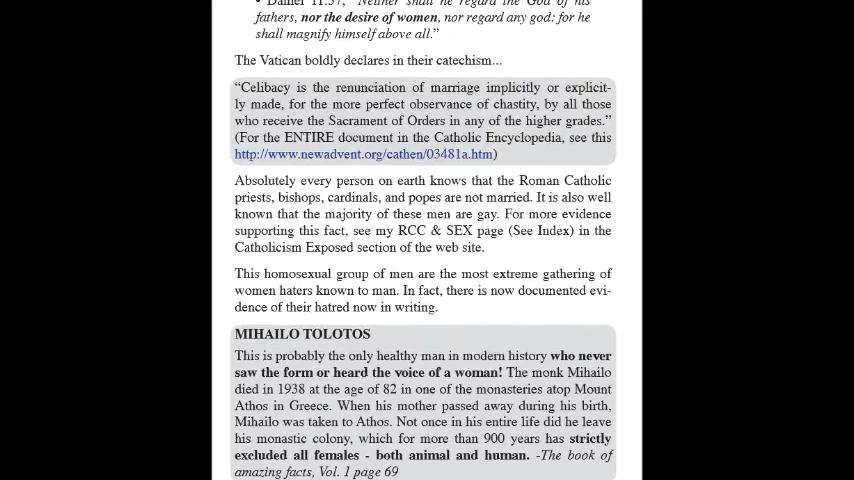 • Daniel 11:37, "Neither shall he regard the God of his
fathers, nor the desire of women, nor regard any god: for he
shall magnify himself above all."
The Vatican boldly declares in their catechism...
"Celibacy is the renunciation of marriage implicitly or explicit-
ly made, for the more perfect observance of chastity, by all those
who receive the Sacrament of Orders in any of the higher grades."
(For the ENTIRE document in the Catholic Encyclopedia, see this
http://www.newadvent.org/cathen/03481a.htm)
Absolutely every person on earth knows that the Roman Catholic
priests, bishops, cardinals, and popes are not married. It is also well
known that the majority of these men are gay. For more evidence
supporting this fact, see my RCC & SEX page (See Index) in the
Catholicism Exposed section of the web site.
This homosexual group of men are the most extreme gathering of
women haters known to man. In fact, there is now documented evi-
dence of their hatred now in writing.
MIHAILO TOLOTOS
This is probably the only healthy man in modern history who never
saw the form or heard the voice of a woman! The monk Mihailo
died in 1938 at the age of 82 in one of the monasteries atop Mount
Athos in Greece. When his mother passed away during his birth,
Mihailo was taken to Athos. Not once in his entire life did he leave
his monastic colony, which for more than 900 years has strictly
excluded all females - both animal and human. -The book of
amazing facts, Vol. 1 page 69